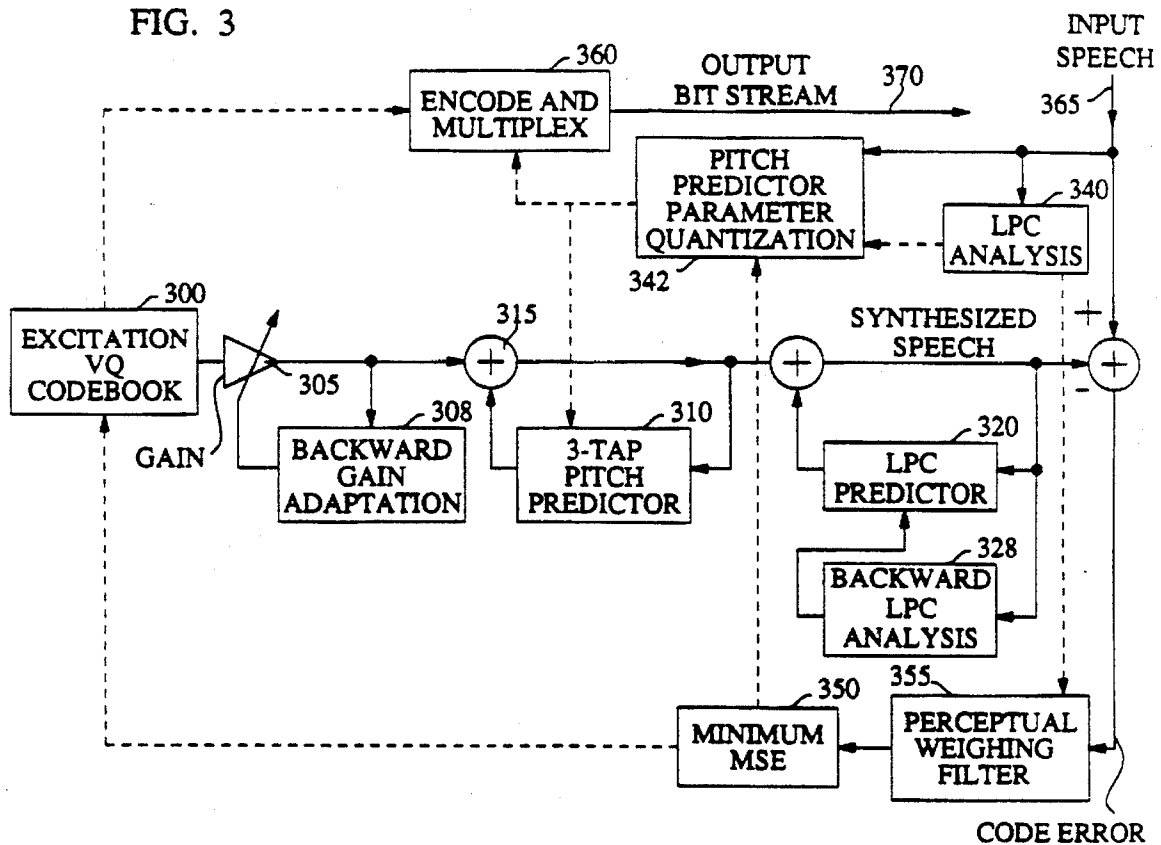 FIG. 3
INPUT
SPEECH
365
360
ENCODE AND
MULTIPLEX
OUTPUT
BIT STREAM
370
PITCH
PREDICTOR
PARAMETER
QUANTIZATION
342
340
LPC
ANALYSIS
300
EXCITATION
VQ
CODEBOOK
GAIN
305
308
BACKWARD
GAIN
ADAPTATION
315
+
310
3-TAP
PITCH
PREDICTOR
+
SYNTHESIZED
SPEECH
+
+
-
320
LPC
PREDICTOR
328
BACKWARD
LPC
ANALYSIS
350
MINIMUM
MSE
355
PERCEPTUAL
WEIGHING
FILTER
CODE ERROR